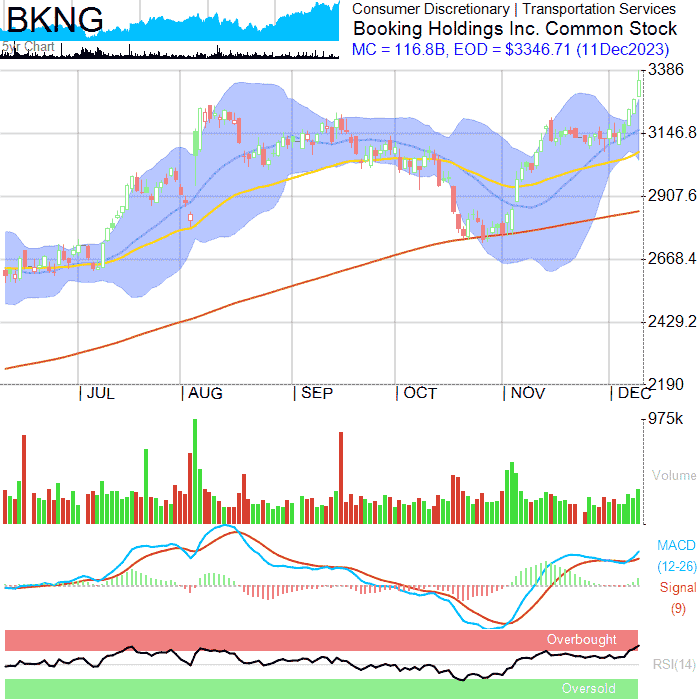 BKNG
5yr Chart
Consumer Discretionary | Transportation Services
Booking Holdings Inc. Common Stock
MC = 116.8B, EOD = $3346.71 (11Dec2023)
3386
3146.8
2907.6
2668.4
2429.2
2190
JUL AUG SEP OCT NOV DEC
975k
Volume
MACD
(12-26)
Signal
(9)
Overbought
RSI(14)
Oversold